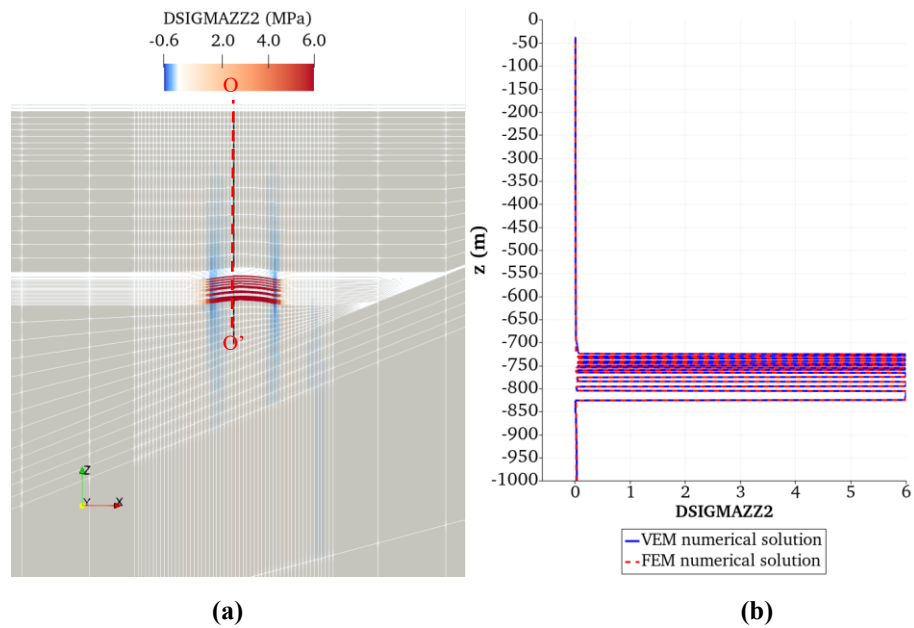 DSIGMAZZ2 (MPa)
-0.6 2.0 4.0 6.0
O
O'
Z
Y X
(a)
0
-50
-100
-150
-200
-250
-300
-350
-400
-450
-500
-550
-600
-650
-700
-750
-800
-850
-900
-950
-1000
z (m)
0 1 2 3 4 5 6
DSIGMAZZ2
VEM numerical solution
FEM numerical solution
(b)